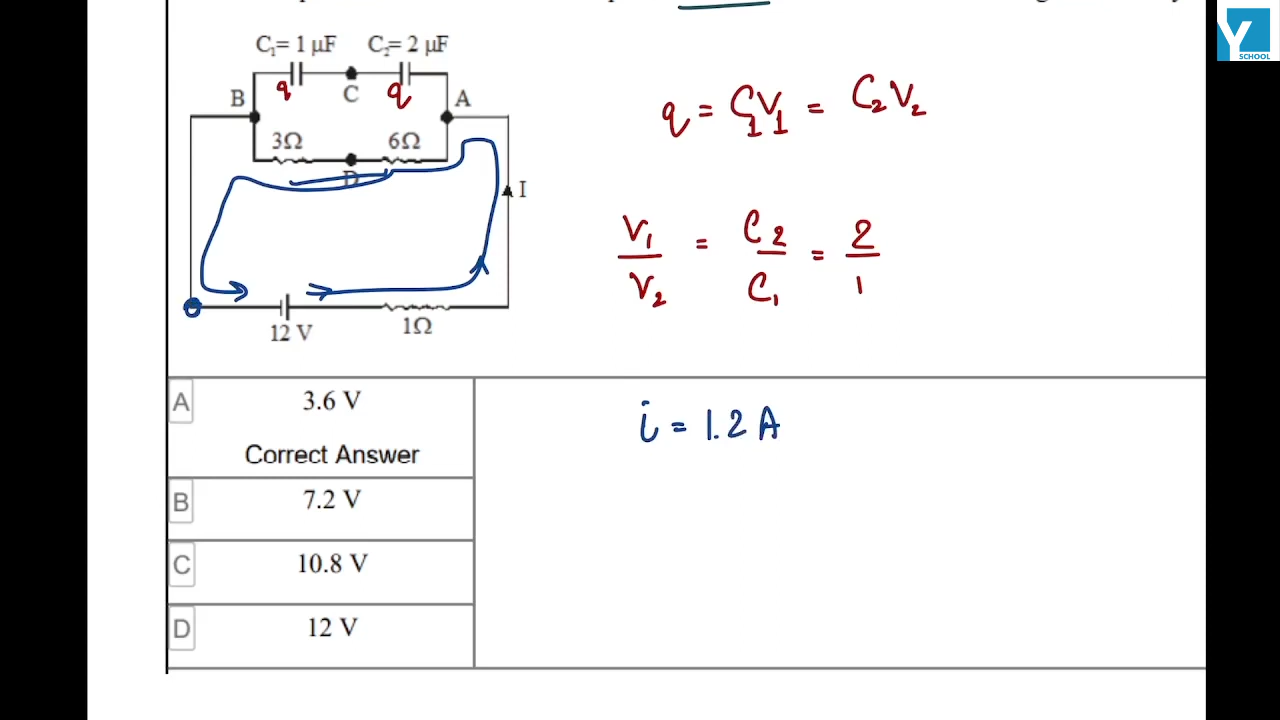 Y
SCHOOL
C₁= 1 μF C₂= 2 μF
q q
B C A
3Ω 6Ω
D
I
12 V 1Ω
q = C₁V₁ = C₂V₂
V₁/V₂ = C₂/C₁ = 2/1
A 3.6 V
Correct Answer
B 7.2 V
C 10.8 V
D 12 V
i = 1.2 A